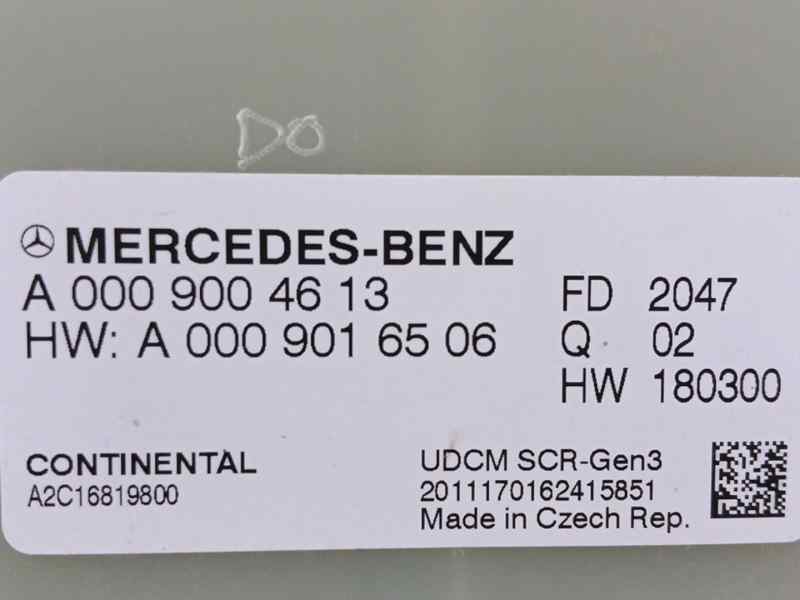 DO
MERCEDES-BENZ
A 000 900 46 13
HW: A 000 901 65 06
FD 2047
Q 02
HW 180300
CONTINENTAL
A2C16819800
UDCM SCR-Gen3
2011170162415851
Made in Czech Rep.